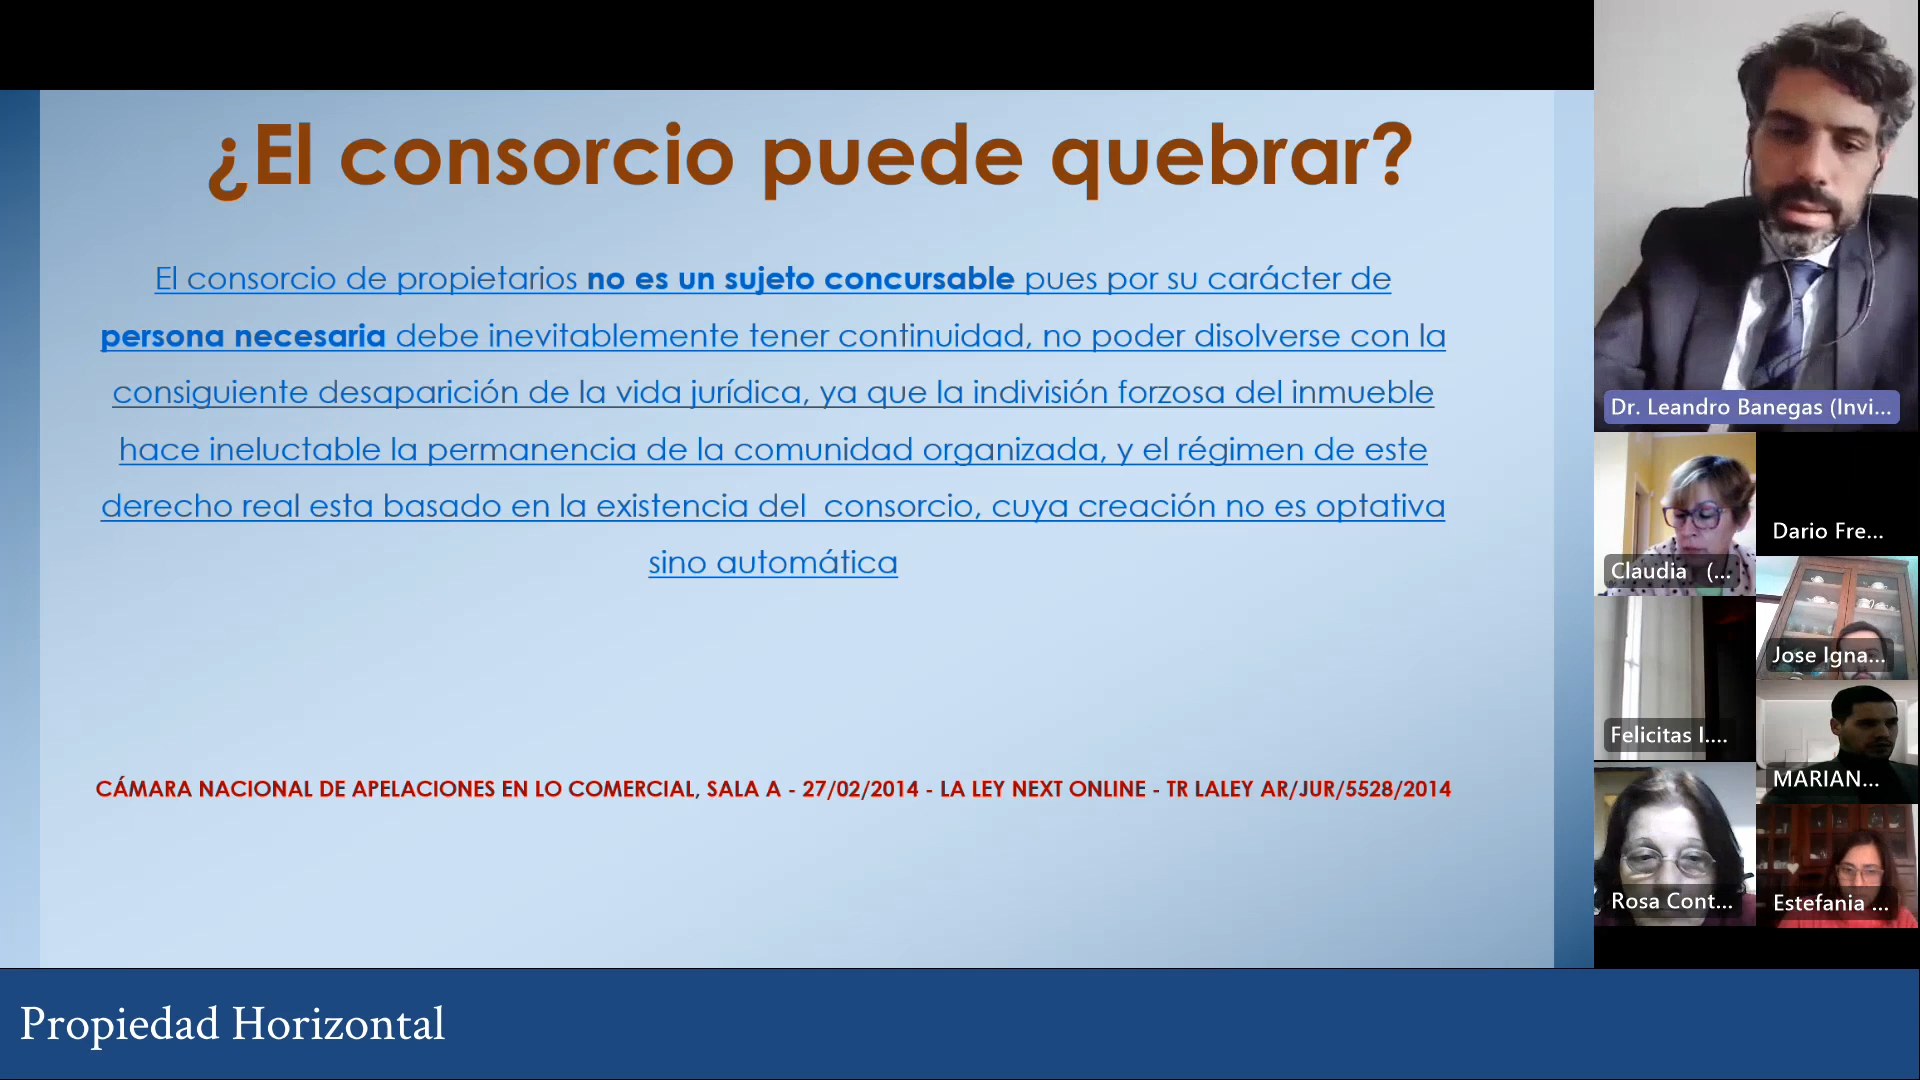 ¿El consorcio puede quebrar?
El consorcio de propietarios no es un sujeto concursable pues por su carácter de
persona necesaria debe inevitablemente tener continuidad, no poder disolverse con la
consiguiente desaparición de la vida jurídica, ya que la indivisión forzosa del inmueble
hace ineluctable la permanencia de la comunidad organizada, y el régimen de este
derecho real esta basado en la existencia del consorcio, cuya creación no es optativa
sino automática
CÁMARA NACIONAL DE APELACIONES EN LO COMERCIAL, SALA A - 27/02/2014 - LA LEY NEXT ONLINE - TR LALEY AR/JUR/5528/2014
Dr. Leandro Banegas (Invi...
Claudia (...
Dario Fre...
Jose Igna...
Felicitas I....
MARIAN...
Rosa Cont...
Estefania ...
Propiedad Horizontal